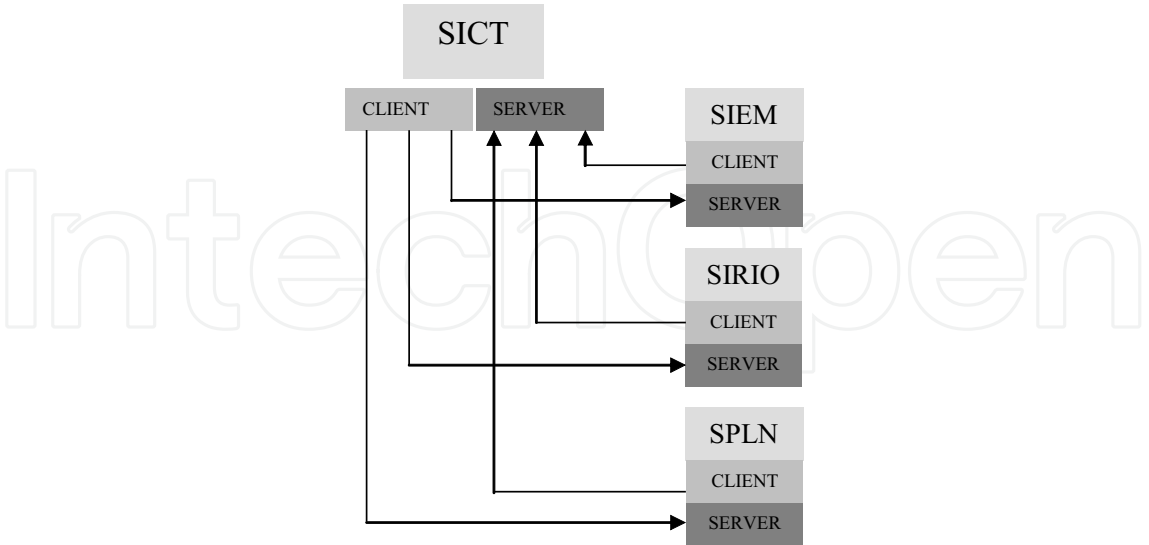 SICT
CLIENT SERVER
SIEM
CLIENT
SERVER
SIRIO
CLIENT
SERVER
SPLN
CLIENT
SERVER
IntechOpen